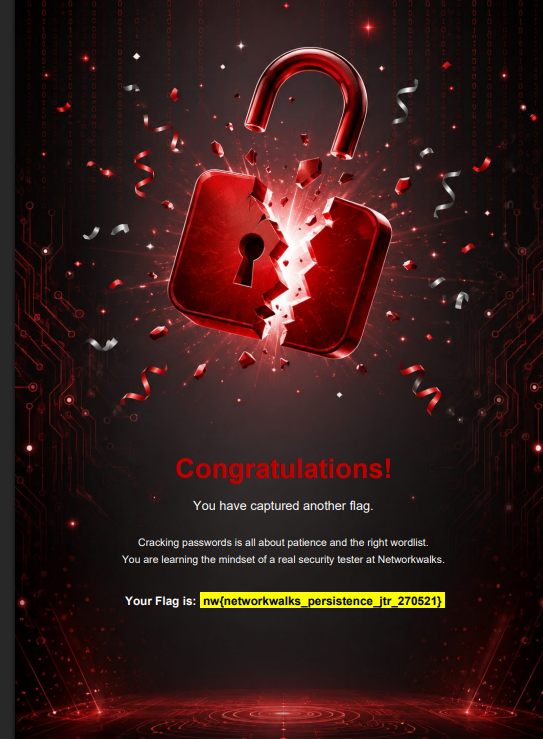 Congratulations!
You have captured another flag.
Cracking passwords is all about patience and the right wordlist.
You are learning the mindset of a real security tester at Networkwalks.
Your Flag is: nw{networkwalks_persistence_jtr_270521}